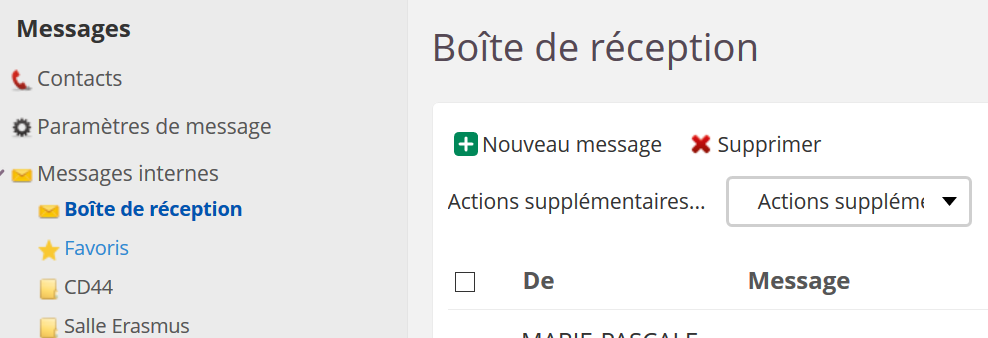 Messages
Contacts
Paramètres de message
Messages internes
Boîte de réception
Favoris
CD44
Salle Erasmus
Boîte de réception
Nouveau message Supprimer
Actions supplémentaires... Actions suppléme
De Message
MARIE-PASCALE